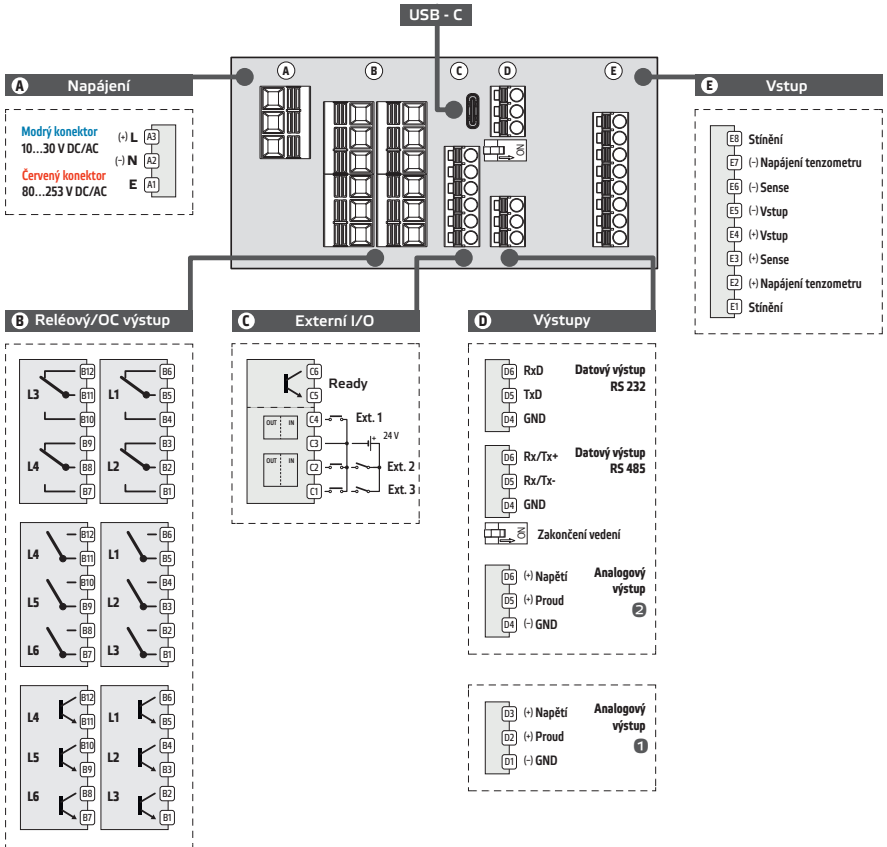 USB - C
A
B
C
D
E
ON
A Napájení
Modrý konektor
10...30 V DC/AC
Červený konektor
80...253 V DC/AC
(+) L A3
(–) N A2
E A1
E Vstup
E8 Stínění
E7 (–) Napájení tenzometru
E6 (–) Sense
E5 (–) Vstup
E4 (+) Vstup
E3 (+) Sense
E2 (+) Napájení tenzometru
E1 Stínění
B Reléový/OC výstup
L3 B12 B11 B10
L1 B6 B5 B4
L4 B9 B8 B7
L2 B3 B2 B1
L4 B12 B11
L1 B6 B5
L5 B10 B9
L2 B4 B3
L6 B8 B7
L3 B2 B1
L4 B12 B11
L1 B6 B5
L5 B10 B9
L2 B4 B3
L6 B8 B7
L3 B2 B1
C Externí I/O
C6
Ready
C5
OUT IN
C4 Ext. 1
C3 + 24 V
OUT IN
C2 Ext. 2
C1 Ext. 3
D Výstupy
D6 RxD Datový výstup
RS 232
D5 TxD
D4 GND
D6 Rx/Tx+ Datový výstup
RS 485
D5 Rx/Tx-
D4 GND
ON Zakončení vedení
D6 (+) Napětí Analogový
výstup
D5 (+) Proud
2
D4 (–) GND
D3 (+) Napětí Analogový
výstup
D2 (+) Proud
1
D1 (–) GND